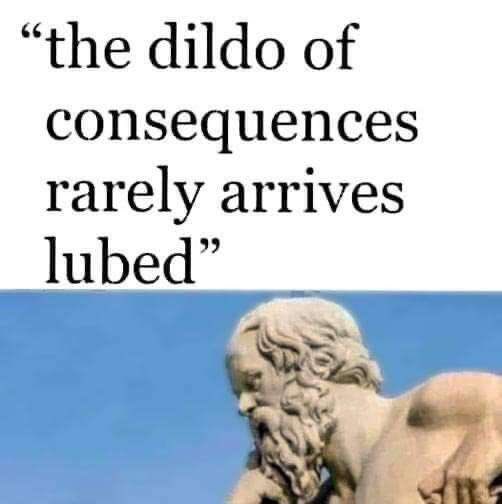 “the dildo of
consequences
rarely arrives
lubed”